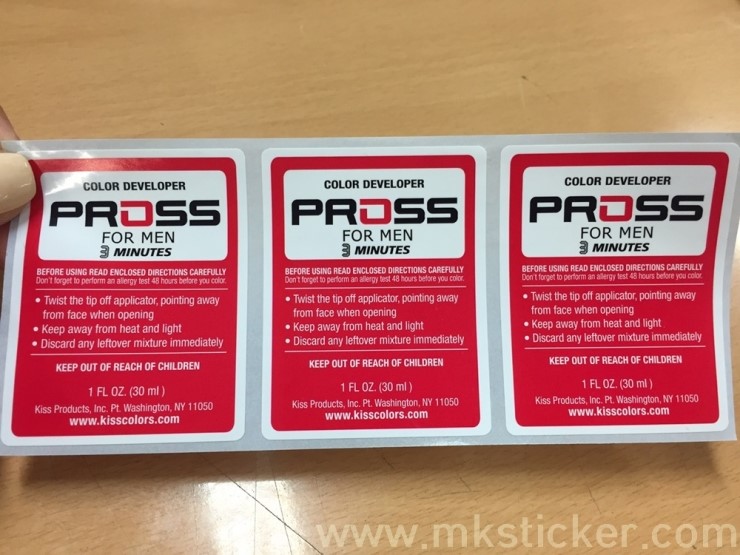 COLOR DEVELOPER
PROSS
FOR MEN
3 MINUTES
BEFORE USING READ ENCLOSED DIRECTIONS CAREFULLY
Don't forget to perform an allergy test 48 hours before you color.
• Twist the tip off applicator, pointing away
from face when opening
• Keep away from heat and light
• Discard any leftover mixture immediately
KEEP OUT OF REACH OF CHILDREN
1 FL OZ. (30 ml)
Kiss Products, Inc. Pt. Washington, NY 11050
www.kisscolors.com
COLOR DEVELOPER
PROSS
FOR MEN
3 MINUTES
BEFORE USING READ ENCLOSED DIRECTIONS CAREFULLY
Don't forget to perform an allergy test 48 hours before you color.
• Twist the tip off applicator, pointing away
from face when opening
• Keep away from heat and light
• Discard any leftover mixture immediately
KEEP OUT OF REACH OF CHILDREN
1 FL OZ. (30 ml)
Kiss Products, Inc. Pt. Washington, NY 11050
www.kisscolors.com
COLOR DEVELOPER
PROSS
FOR MEN
3 MINUTES
BEFORE USING READ ENCLOSED DIRECTIONS CAREFULLY
Don't forget to perform an allergy test 48 hours before you color.
• Twist the tip off applicator, pointing away
from face when opening
• Keep away from heat and light
• Discard any leftover mixture immediately
KEEP OUT OF REACH OF CHILDREN
1 FL OZ. (30 ml)
Kiss Products, Inc. Pt. Washington, NY 11050
www.kisscolors.com
www.mksticker.com